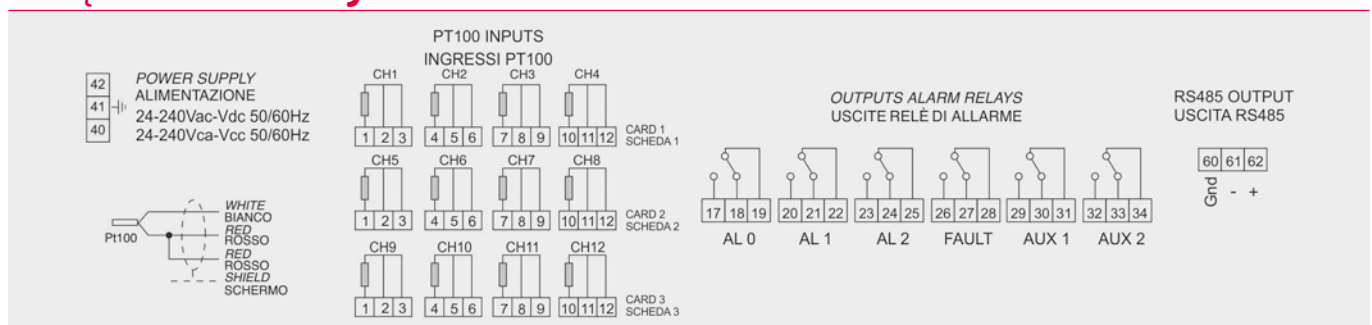 42
41
40
POWER SUPPLY
ALIMENTAZIONE
24-240Vac-Vdc 50/60Hz
24-240Vca-Vcc 50/60Hz
Pt100
WHITE
BIANCO
RED
ROSSO
RED
ROSSO
SHIELD
SCHERMO
PT100 INPUTS
INGRESSI PT100
CH1 CH2 CH3 CH4
1 2 3 4 5 6 7 8 9 10 11 12
CARD 1
SCHEDA 1
CH5 CH6 CH7 CH8
1 2 3 4 5 6 7 8 9 10 11 12
CARD 2
SCHEDA 2
CH9 CH10 CH11 CH12
1 2 3 4 5 6 7 8 9 10 11 12
CARD 3
SCHEDA 3
OUTPUTS ALARM RELAYS
USCITE RELÈ DI ALLARME
17 18 19 20 21 22 23 24 25 26 27 28 29 30 31 32 33 34
AL 0 AL 1 AL 2 FAULT AUX 1 AUX 2
RS485 OUTPUT
USCITA RS485
60 61 62
Gnd - +